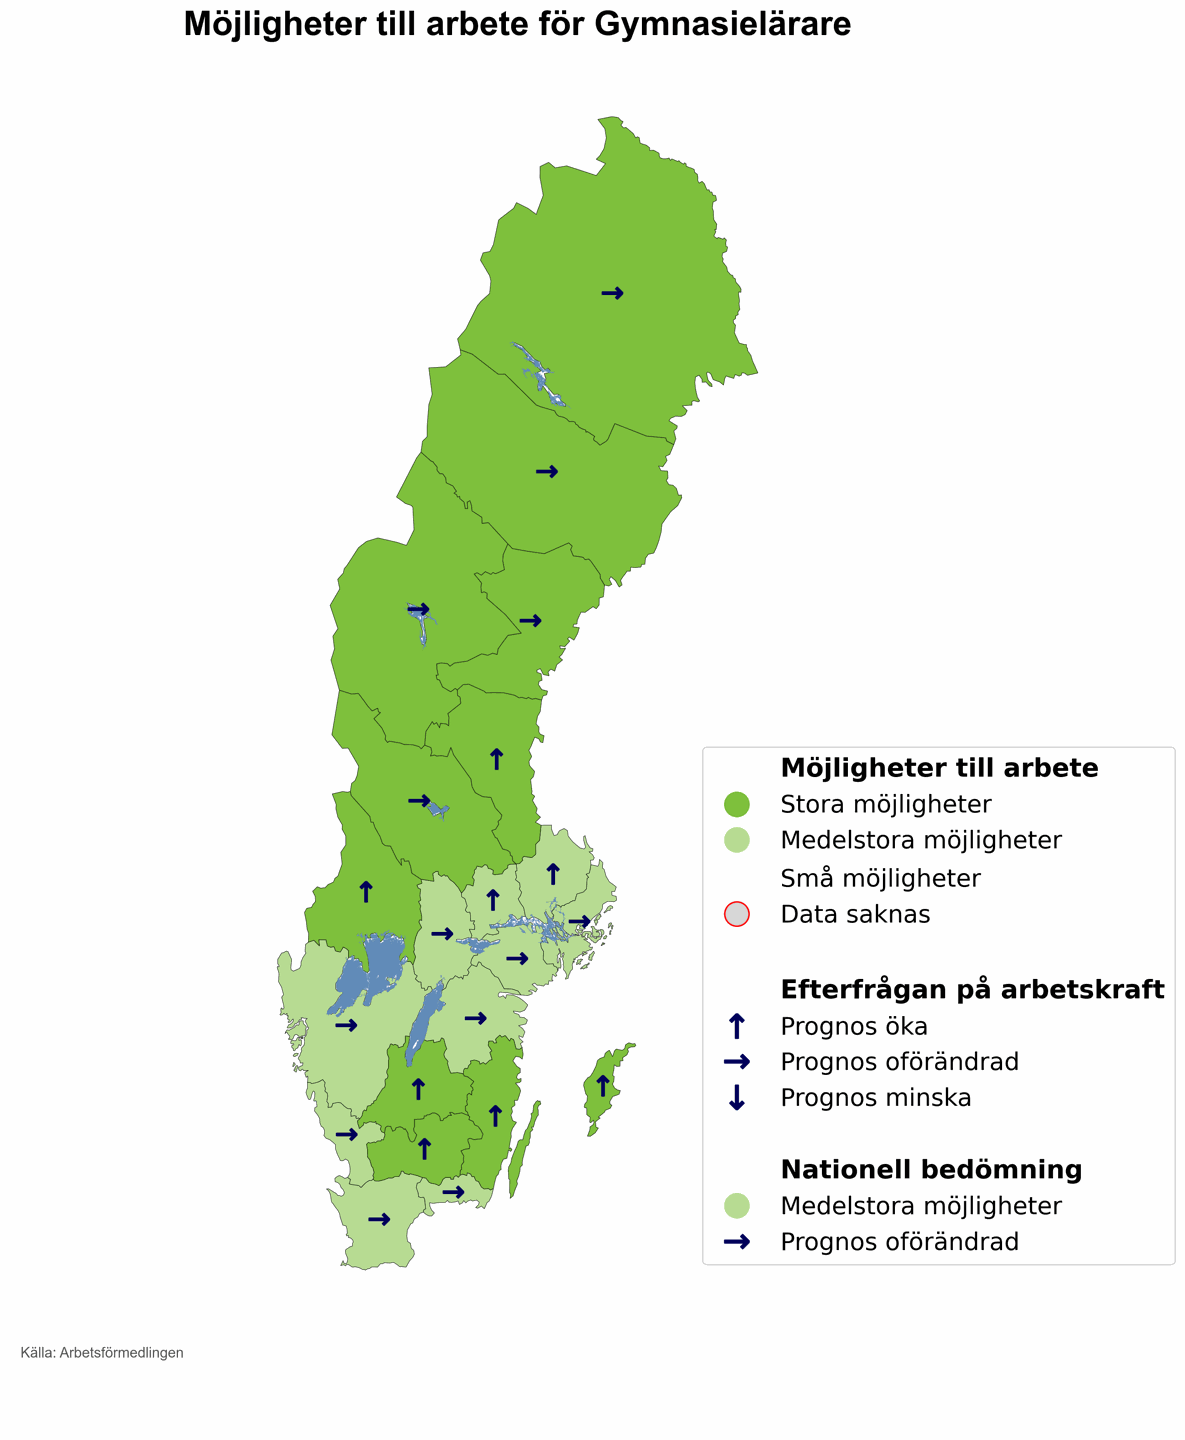 Möjligheter till arbete för Gymnasielärare
Möjligheter till arbete
Stora möjligheter
Medelstora möjligheter
Små möjligheter
Data saknas
Efterfrågan på arbetskraft
Prognos öka
Prognos oförändrad
Prognos minska
Nationell bedömning
Medelstora möjligheter
Prognos oförändrad
Källa: Arbetsförmedlingen